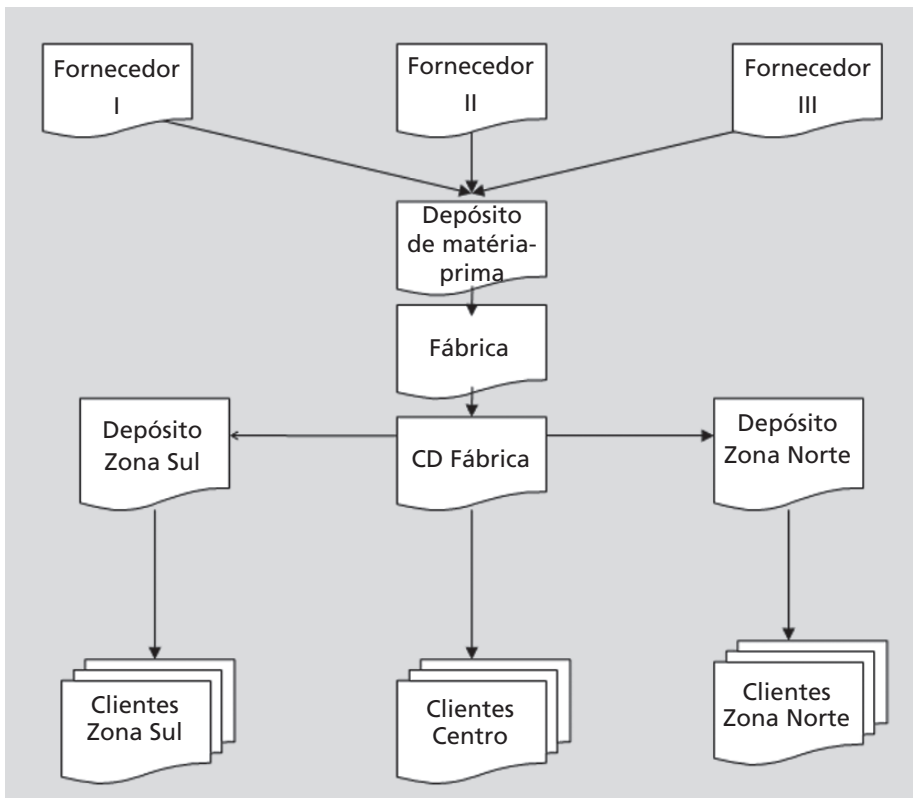 Fornecedor
I
Fornecedor
II
Fornecedor
III
Depósito
de matéria-
prima
Fábrica
Depósito
Zona Sul
CD Fábrica
Depósito
Zona Norte
Clientes
Zona Sul
Clientes
Centro
Clientes
Zona Norte